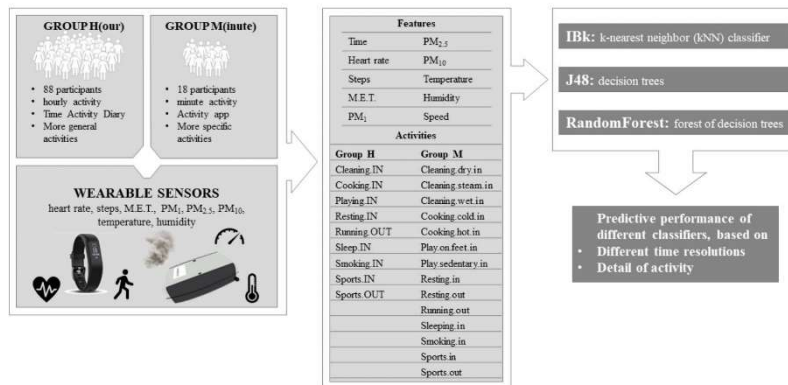 GROUP H(our)
• 88 participants
• hourly activity
• Time Activity Diary
• More general
activities
GROUP M(inute)
• 18 participants
• minute activity
• Activity app
• More specific
activities
WEARABLE SENSORS
heart rate, steps, M.E.T., PM1, PM2.5, PM10,
temperature, humidity
Features
Time PM2.5
Heart rate PM10
Steps Temperature
M.E.T. Humidity
PM1 Speed
Activities
Group H Group M
Cleaning.IN Cleaning.dry.in
Cooking.IN Cleaning.steam.in
Playing.IN Cleaning.wet.in
Resting.IN Cooking.cold.in
Running.OUT Cooking.hot.in
Sleep.IN Play.on.feet.in
Smoking.IN Play.sedentary.in
Sports.IN Resting.in
Sports.OUT Resting.out
Running.out
Sleeping.in
Smoking.in
Sports.in
Sports.out
IBk: k-nearest neighbor (kNN) classifier
J48: decision trees
RandomForest: forest of decision trees
Predictive performance of
different classifiers, based on
• Different time resolutions
• Detail of activity